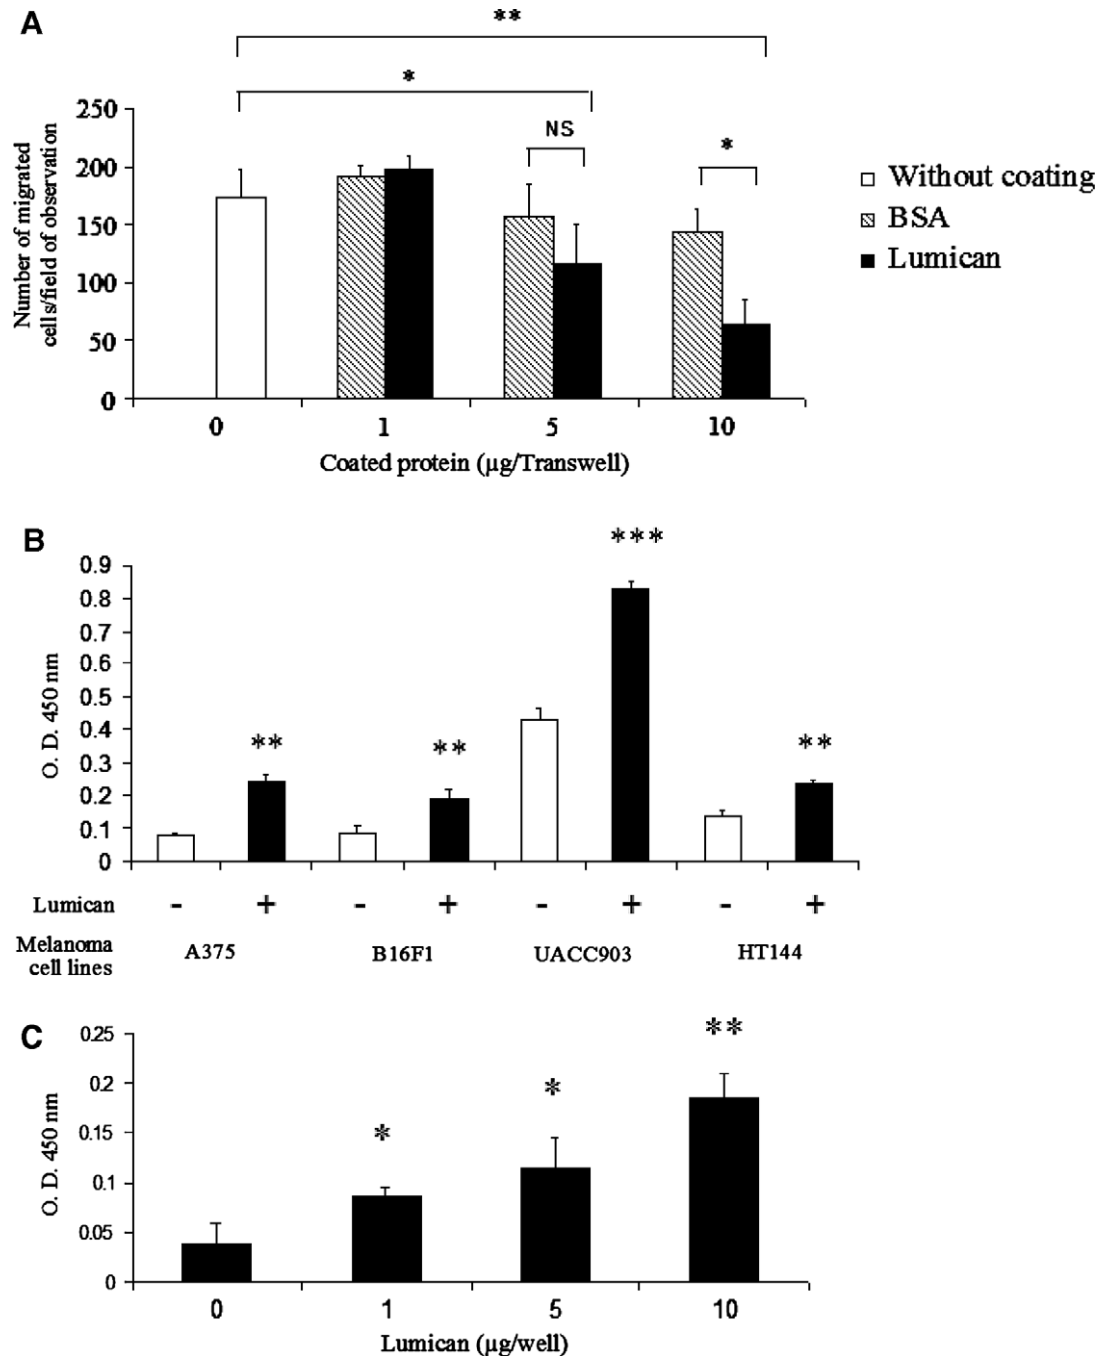 A
**
*
NS
*
250
200
150
100
50
0
Number of migrated
cells/field of observation
0 1 5 10
Coated protein (µg/Transwell)
Without coating
BSA
Lumican
B
***
** ** **
0.9
0.8
0.7
0.6
0.5
0.4
0.3
0.2
0.1
0
O. D. 450 nm
Lumican - + - + - + - +
Melanoma
cell lines
A375 B16F1 UACC903 HT144
C
* * **
0.25
0.2
0.15
0.1
0.05
0
O. D. 450 nm
0 1 5 10
Lumican (µg/well)